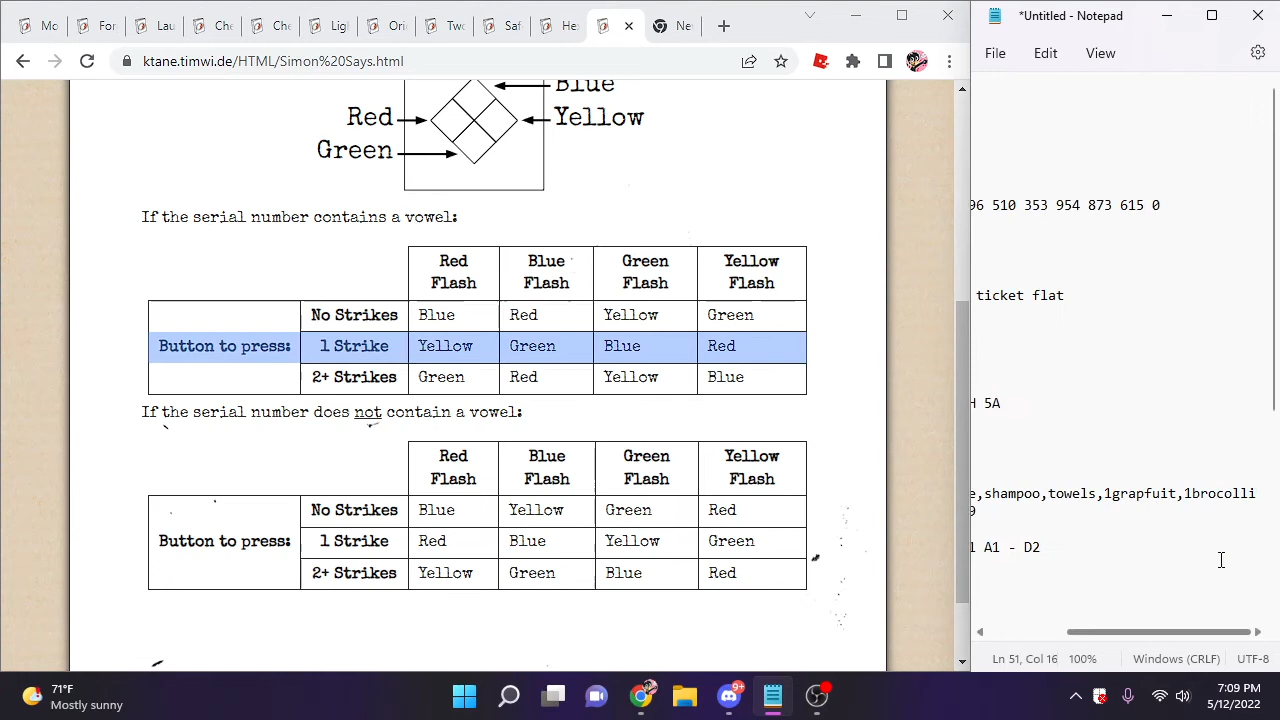 Mo
For
Lau
Che
Ch
Ligh
Orie
Two
Saf
He
Ne
*Untitled - Notepad
ktane.timwi.de/HTML/Simon%20Says.html
File Edit View
Blue
Red Yellow
Green
96 510 353 954 873 615 0
If the serial number contains a vowel:
Red Flash Blue Flash Green Flash Yellow Flash
ticket flat
No Strikes Blue Red Yellow Green
Button to press: 1 Strike Yellow Green Blue Red
2+ Strikes Green Red Yellow Blue
H 5A
If the serial number does not contain a vowel:
Red Flash Blue Flash Green Flash Yellow Flash
e,shampoo,towels,1grapfuit,1brocolli
9
No Strikes Blue Yellow Green Red
Button to press: 1 Strike Red Blue Yellow Green
1 A1 - D2
2+ Strikes Yellow Green Blue Red
Ln 51, Col 16 100% Windows (CRLF) UTF-8
71°F
Mostly sunny
9+
7:09 PM
5/12/2022